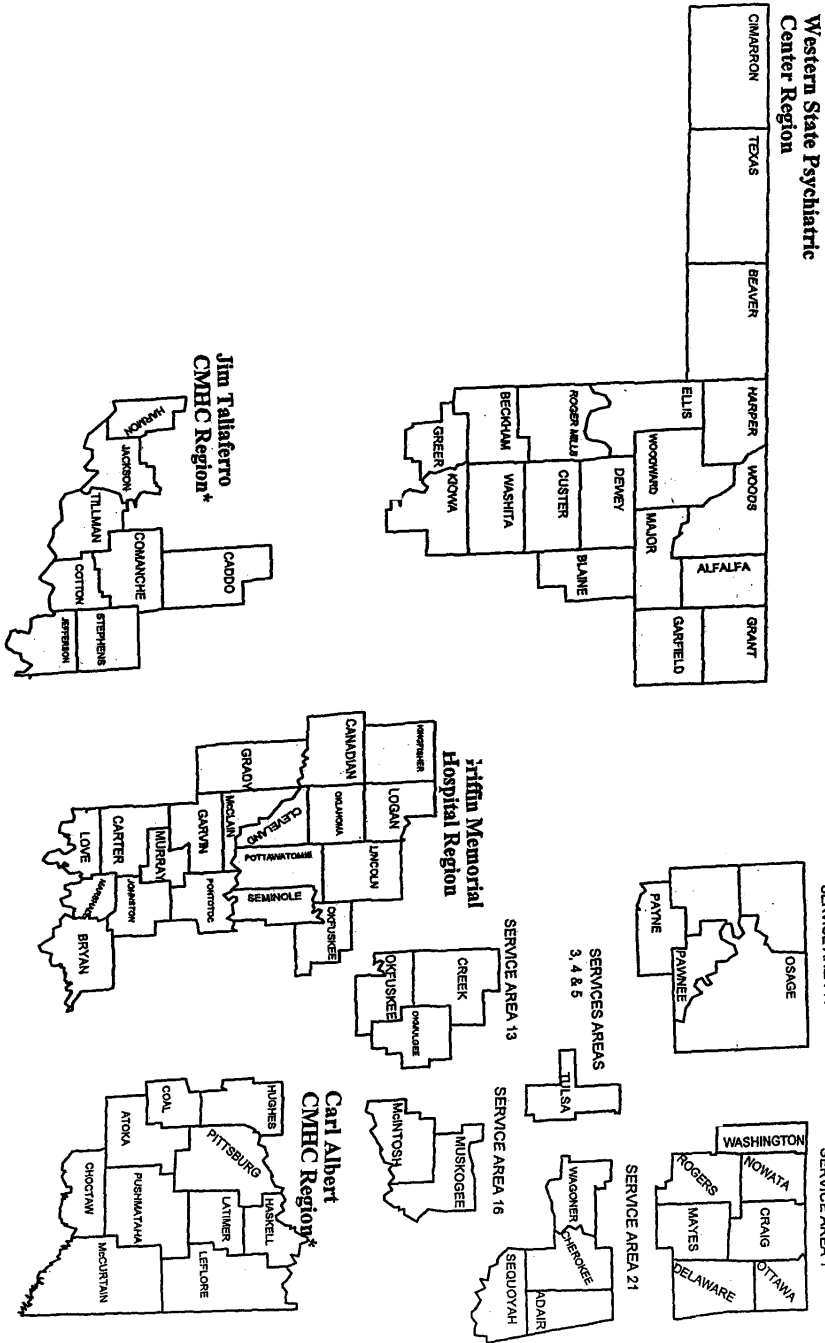 Western State Psychiatric
Center Region
CIMARRON
TEXAS
BEAVER
HARPER
WOODS
ALFALFA
GRANT
ELLIS
WOODWARD
MAJOR
GARFIELD
ROGER MILLS
DEWEY
BLAINE
BECKHAM
CUSTER
WASHITA
GREER
KIOWA
Jim Taliaferro
CMHC Region*
HARMON
JACKSON
TILLMAN
COMANCHE
CADDO
COTTON
STEPHENS
JEFFERSON
riffin Memorial
Hospital Region
KINGFISHER
LOGAN
CANADIAN
OKLAHOMA
LINCOLN
GRADY
CLEVELAND
POTTAWATOMIE
OKFUSKEE
McCLAIN
SEMINOLE
GARVIN
PONTOTOC
MURRAY
CARTER
JOHNSTON
LOVE
MARSHALL
BRYAN
OSAGE
PAWNEE
PAYNE
SERVICE AREA 1
WASHINGTON
NOWATA
CRAIG
OTTAWA
ROGERS
MAYES
DELAWARE
SERVICES AREAS
3, 4 & 5
TULSA
SERVICE AREA 21
WAGONER
CHEROKEE
ADAIR
SEQUOYAH
SERVICE AREA 13
CREEK
OKFUSKEE
OKMULGEE
SERVICE AREA 16
MUSKOGEE
McINTOSH
Carl Albert
CMHC Region*
HUGHES
PITTSBURG
HASKELL
COAL
LATIMER
LEFLORE
ATOKA
PUSHMATAHA
CHOCTAW
McCURTAIN